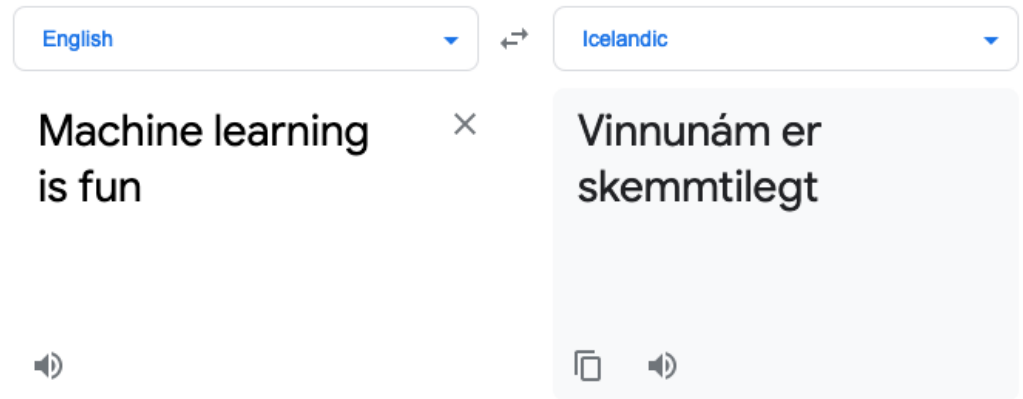 English
Icelandic
Machine learning
is fun
Vinnunám er
skemmtilegt